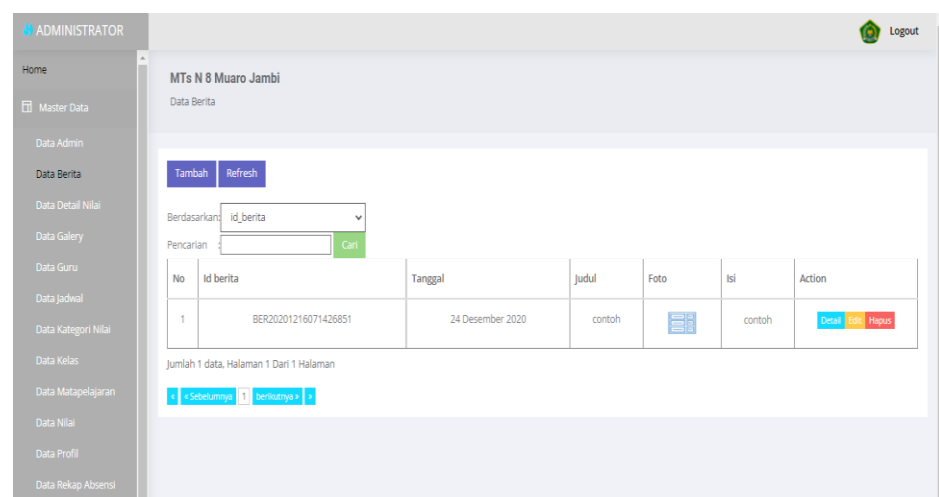 ADMINISTRATOR
Logout
Home
Master Data
Data Admin
Data Berita
Data Detail Nilai
Data Galery
Data Guru
Data Jadwal
Data Kategori Nilai
Data Kelas
Data Matapelajaran
Data Nilai
Data Profil
Data Rekap Absensi
MTs N 8 Muaro Jambi
Data Berita
Tambah Refresh
Berdasarkan: id_berita
Pencarian : Cari
No Id berita Tanggal Judul Foto Isi Action
1 BER20201216071426851 24 Desember 2020 contoh contoh Detail Edit Hapus
Jumlah 1 data, Halaman 1 Dari 1 Halaman
« « Sebelumnya 1 berikutnya » »